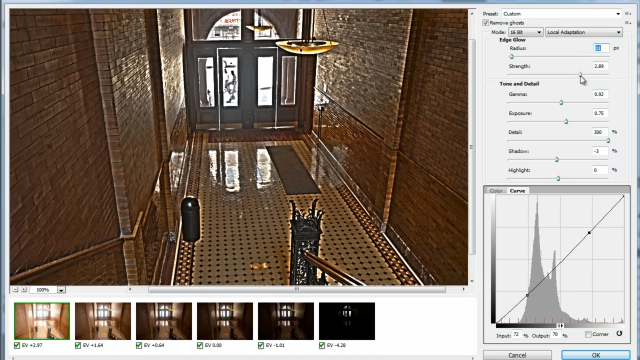 Preset: Custom
Remove ghosts
Mode: 16 Bit Local Adaptation
Edge Glow
Radius: px
Strength: 2.89
Tone and Detail
Gamma: 0.92
Exposure: 0.75
Detail: 300 %
Shadow: -3 %
Highlight: 0 %
Color Curve
Input: 72 % Output: 70 % Corner
100%
EV +2.97 EV +1.64 EV +0.64 EV 0.00 EV -1.01 EV -4.28
Cancel OK